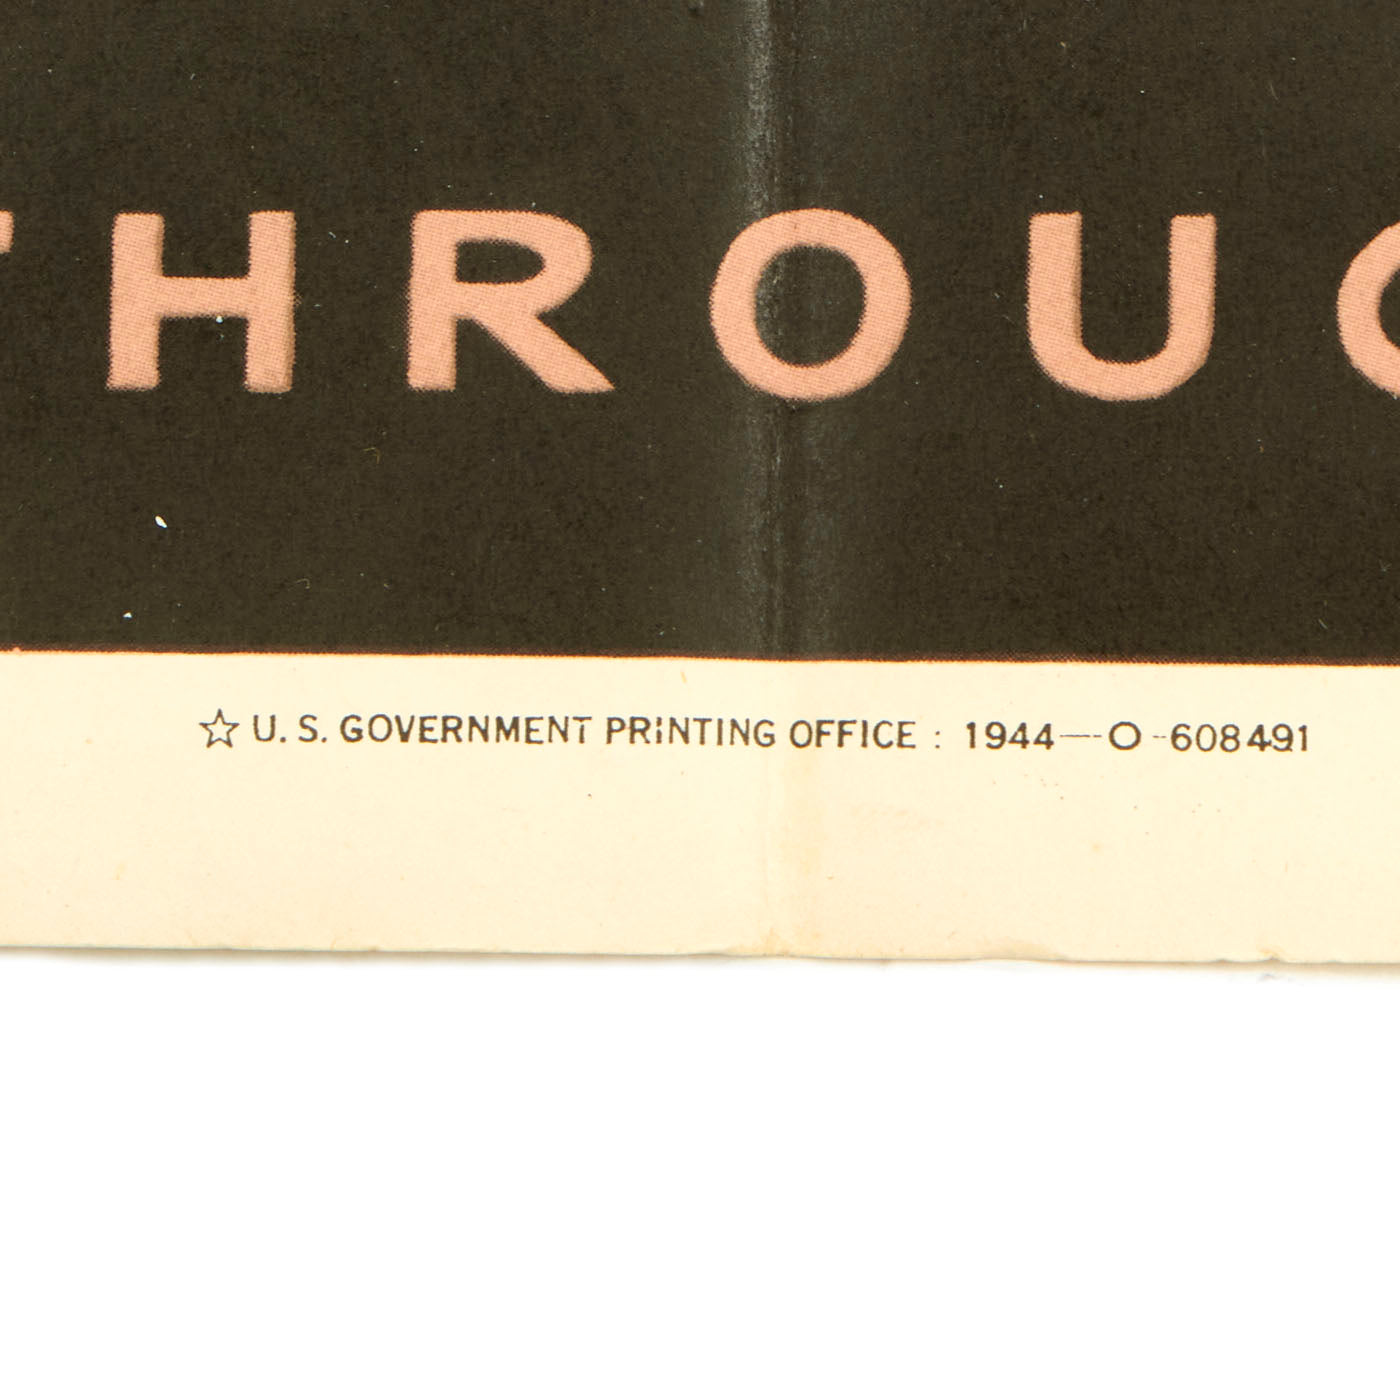 THROUG
☆ U. S. GOVERNMENT PRINTING OFFICE : 1944—O-608491